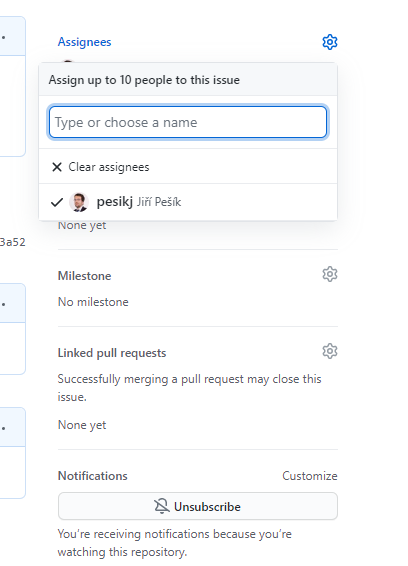 Assignees
Assign up to 10 people to this issue
Type or choose a name
Clear assignees
pesikj Jiří Pešík
None yet
3a52
Milestone
No milestone
Linked pull requests
Successfully merging a pull request may close this
issue.
None yet
Notifications Customize
Unsubscribe
You're receiving notifications because you're
watching this repository.